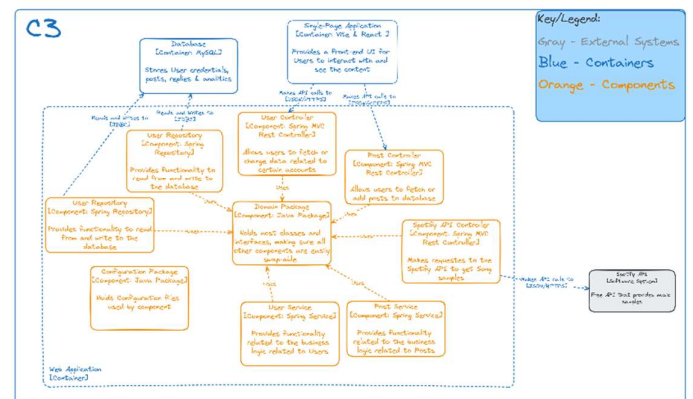 C3
Key/Legend:
Gray - External Systems
Blue - Containers
Orange - Components
Database
[Container: MySQL]
Stores User credentials,
posts, replies & analitics
Single-Page Application
[Container: Vite & React ]
Provides a Front-end UI for
Users to interact with and
see the content
Makes API calls to
[JSON/HTTPS]
Makes API calls to
[JSON/HTTPS]
Reads and writes to
[JDBC]
Reads and writes to
[JDBC]
User Controller
[Component: Spring MVC
Rest Controller]
Allows users to fetch or
change data related to
certain accounts
User Repository
[Component: Spring
Repository]
Provides functionality to
read from and write to
the database
Post Controller
[Component: Spring MVC
Rest Controller]
Allows users to fetch or
add posts to database
Uses
Uses
Uses
User Repository
[Component: Spring Repository]
Provides functionality to read
from and write to the
database
Uses
Domain Package
[Component: Java Package]
Holds most classes and
interfaces, making sure all
other components are easily
swap-able
Uses
Spotify API Controller
[Component: Spring MVC
Rest Controller]
Makes requests to the
Spotify API to get Song
samples
Makes API calls to
[JSON/HTTPS]
Spotify API
[Software System]
Free API that provides music
samples
Configuration Package
[Component: Java Package]
Holds Configuration files
used by component
Uses
Uses
User Service
[Component: Spring Service]
Provides functionality
related to the business
logic related to Users
Post Service
[Component: Spring Service]
Provides functionality
related to the business
logic related to Posts
Web Application
[Container]